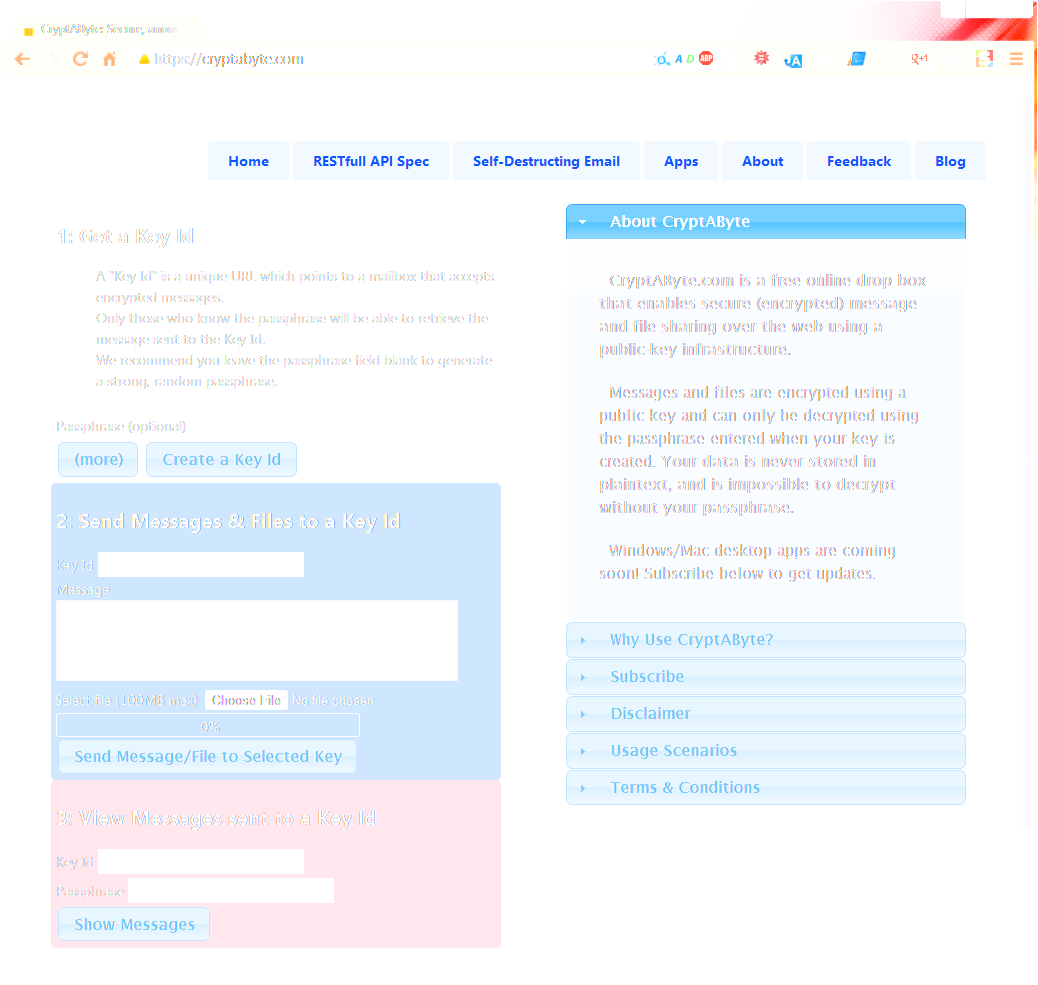 CryptAByte: Secure, anon
https://cryptabyte.com
A D ABP
A
g+1
Home RESTfull API Spec Self-Destructing Email Apps About Feedback Blog
1: Get a Key Id
A "Key Id" is a unique URL which points to a mailbox that accepts
encrypted messages.
Only those who know the passphrase will be able to retrieve the
message sent to the Key Id.
We recommend you leave the passphrase field blank to generate
a strong, random passphrase.
Passphrase (optional)
(more) Create a Key Id
2: Send Messages & Files to a Key Id
Key Id
Message
Select file (100MB max) Choose File No file chosen
0%
Send Message/File to Selected Key
3: View Messages sent to a Key Id
Key Id
Passphrase
Show Messages
About CryptAByte
CryptAByte.com is a free online drop box
that enables secure (encrypted) message
and file sharing over the web using a
public-key infrastructure.
Messages and files are encrypted using a
public key and can only be decrypted using
the passphrase entered when your key is
created. Your data is never stored in
plaintext, and is impossible to decrypt
without your passphrase.
Windows/Mac desktop apps are coming
soon! Subscribe below to get updates.
Why Use CryptAByte?
Subscribe
Disclaimer
Usage Scenarios
Terms & Conditions